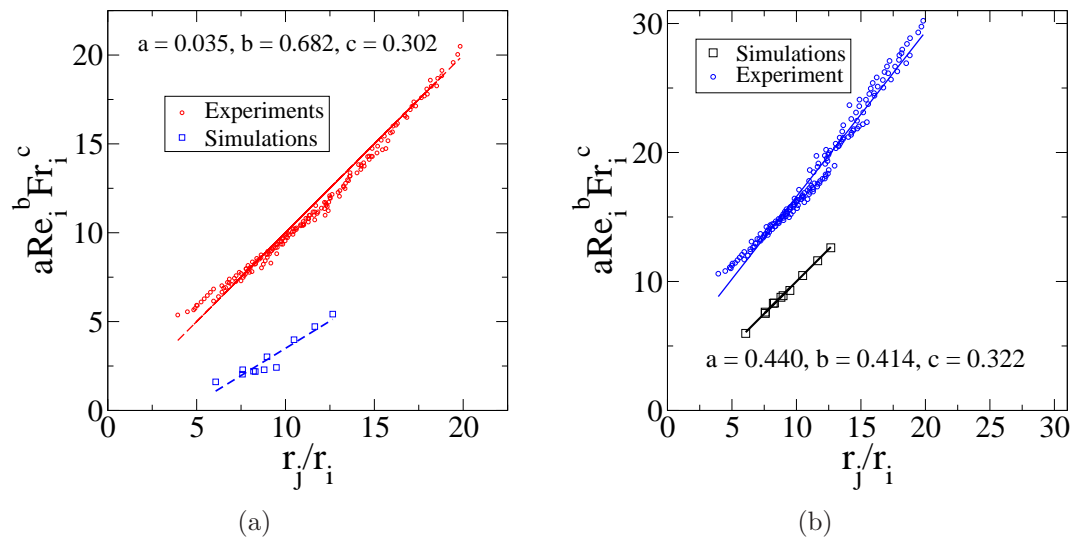 a = 0.035, b = 0.682, c = 0.302
Experiments
Simulations
20
15
10
5
0
0 5 10 15 20
aRe_i^b Fr_i^c
r_j/r_i
(a)
Simulations
Experiment
a = 0.440, b = 0.414, c = 0.322
30
20
10
0
0 5 10 15 20 25 30
aRe_i^b Fr_i^c
r_j/r_i
(b)